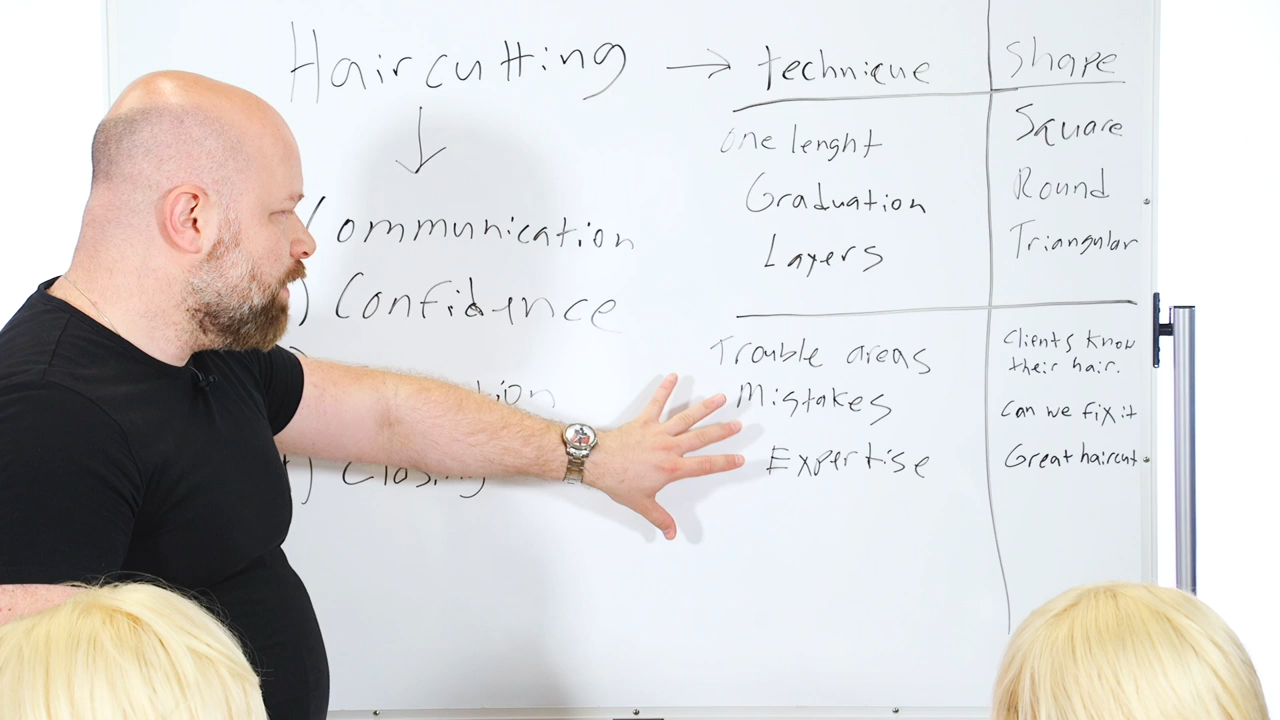 Haircutting → technique shape
one lenght Square
Graduation Round
Layers Triangular
Communication
) Confidence
Trouble areas Clients know their hair.
Mistakes Can we fix it
Expertise Great haircut
) Closing